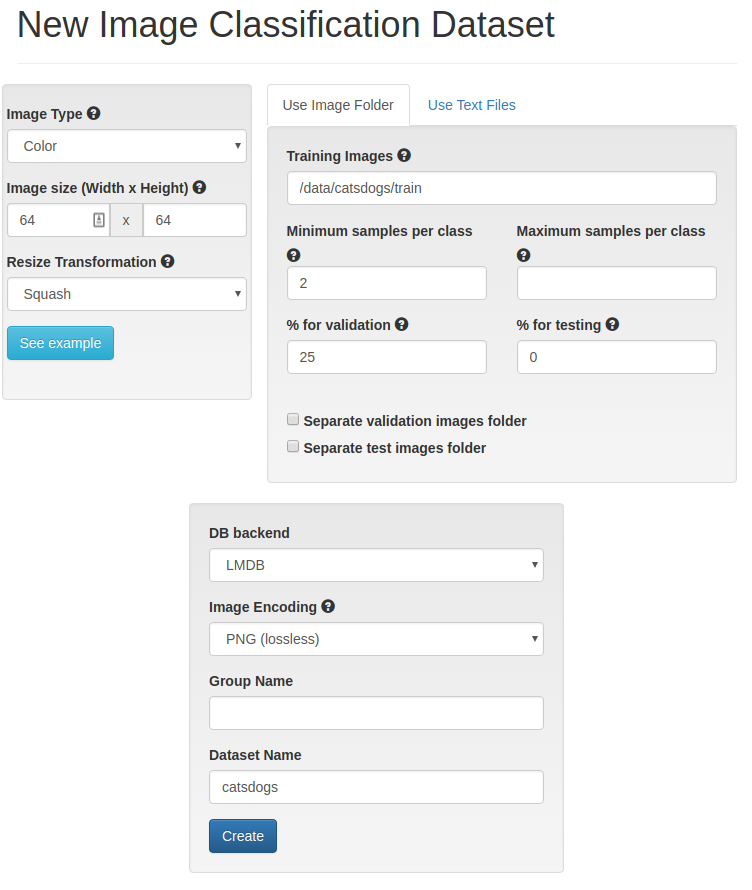 New Image Classification Dataset
Image Type
Color
Image size (Width x Height)
64 x 64
Resize Transformation
Squash
See example
Use Image Folder
Use Text Files
Training Images
/data/catsdogs/train
Minimum samples per class
2
Maximum samples per class
% for validation
25
% for testing
0
Separate validation images folder
Separate test images folder
DB backend
LMDB
Image Encoding
PNG (lossless)
Group Name
Dataset Name
catsdogs
Create